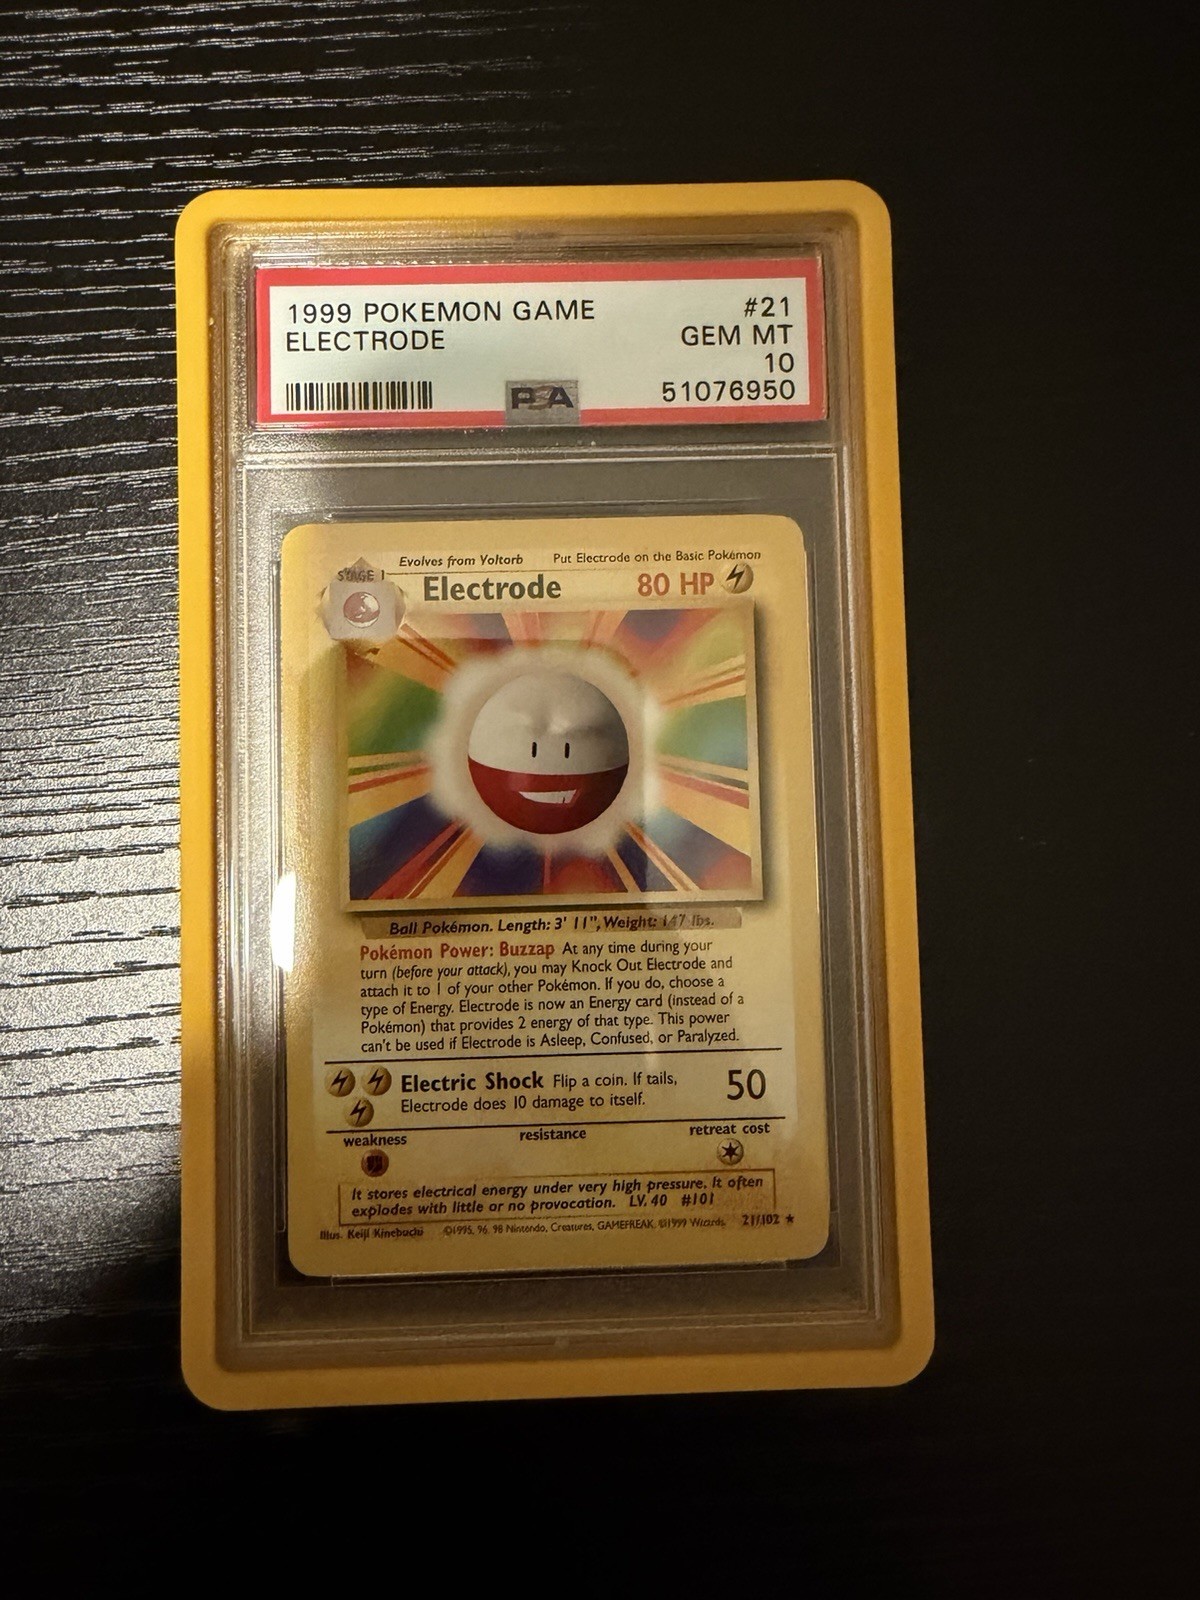 1999 POKEMON GAME #21
ELECTRODE GEM MT
10
PSA 51076950
Evolves from Voltorb Put Electrode on the Basic Pokémon
STAGE 1
Electrode 80 HP
Ball Pokémon. Length: 3' 11", Weight: 147 lbs.
Pokémon Power: Buzzap At any time during your
turn (before your attack), you may Knock Out Electrode and
attach it to 1 of your other Pokémon. If you do, choose a
type of Energy. Electrode is now an Energy card (instead of a
Pokémon) that provides 2 energy of that type. This power
can't be used if Electrode is Asleep, Confused, or Paralyzed.
Electric Shock Flip a coin. If tails,
Electrode does 10 damage to itself. 50
weakness resistance retreat cost
It stores electrical energy under very high pressure. It often
explodes with little or no provocation. LV. 40 #101
Illus. Keiji Kinebuchi ©1995, 96, 98 Nintendo, Creatures, GAMEFREAK. ©1999 Wizards. 21/102 ★